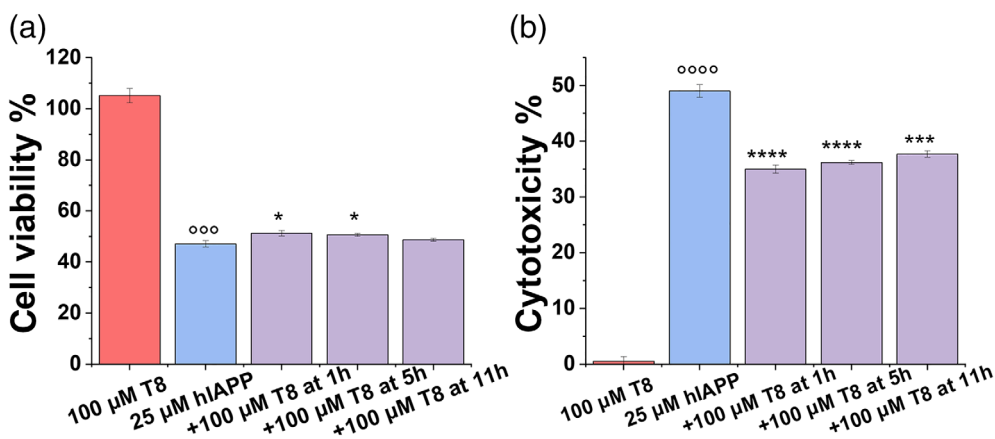 (a)
Cell viability %
120
100
80
60
40
20
0
°°°
*
*
100 µM T8
25 µM hIAPP
+100 µM T8 at 1h
+100 µM T8 at 5h
+100 µM T8 at 11h
(b)
Cytotoxicity %
50
40
30
20
10
0
°°°°
****
****
***
100 µM T8
25 µM hIAPP
+100 µM T8 at 1h
+100 µM T8 at 5h
+100 µM T8 at 11h